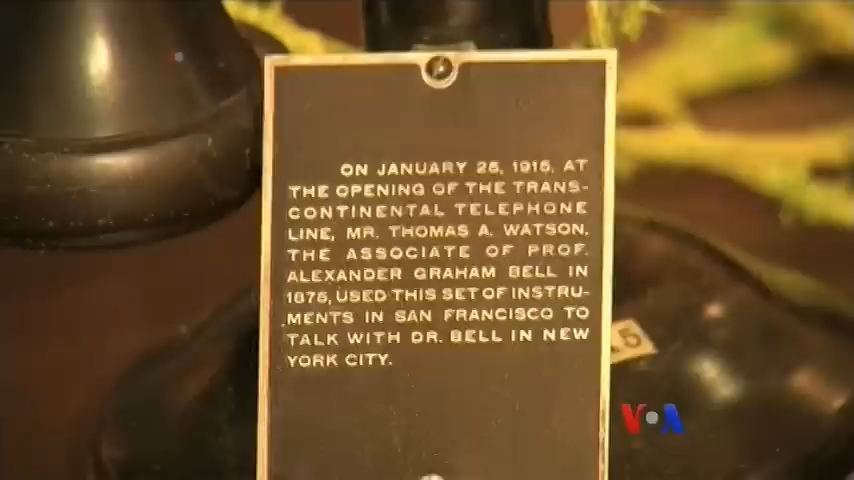 ON JANUARY 25, 1915, AT
THE OPENING OF THE TRANS-
CONTINENTAL TELEPHONE
LINE, MR. THOMAS A. WATSON,
THE ASSOCIATE OF PROF.
ALEXANDER GRAHAM BELL IN
1875, USED THIS SET OF INSTRU-
MENTS IN SAN FRANCISCO TO
TALK WITH DR. BELL IN NEW
YORK CITY.
VOA